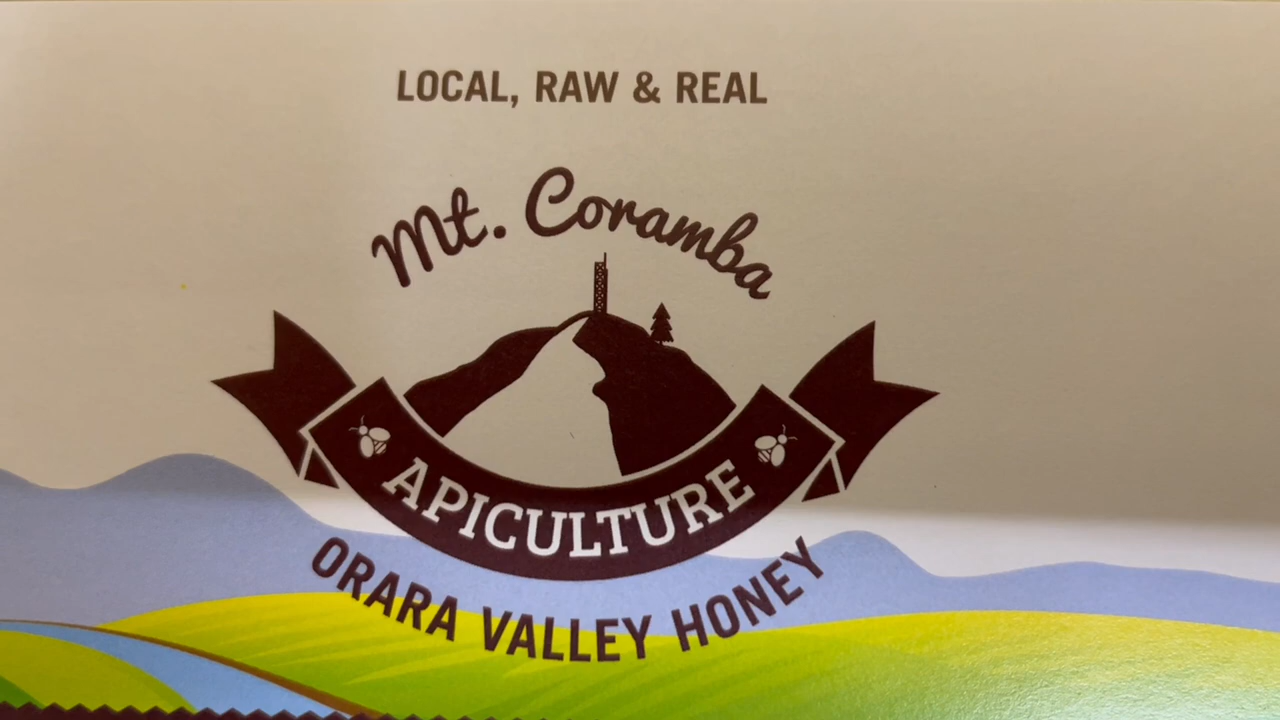 LOCAL, RAW & REAL
Mt. Coramba
APICULTURE
ORARA VALLEY HONEY